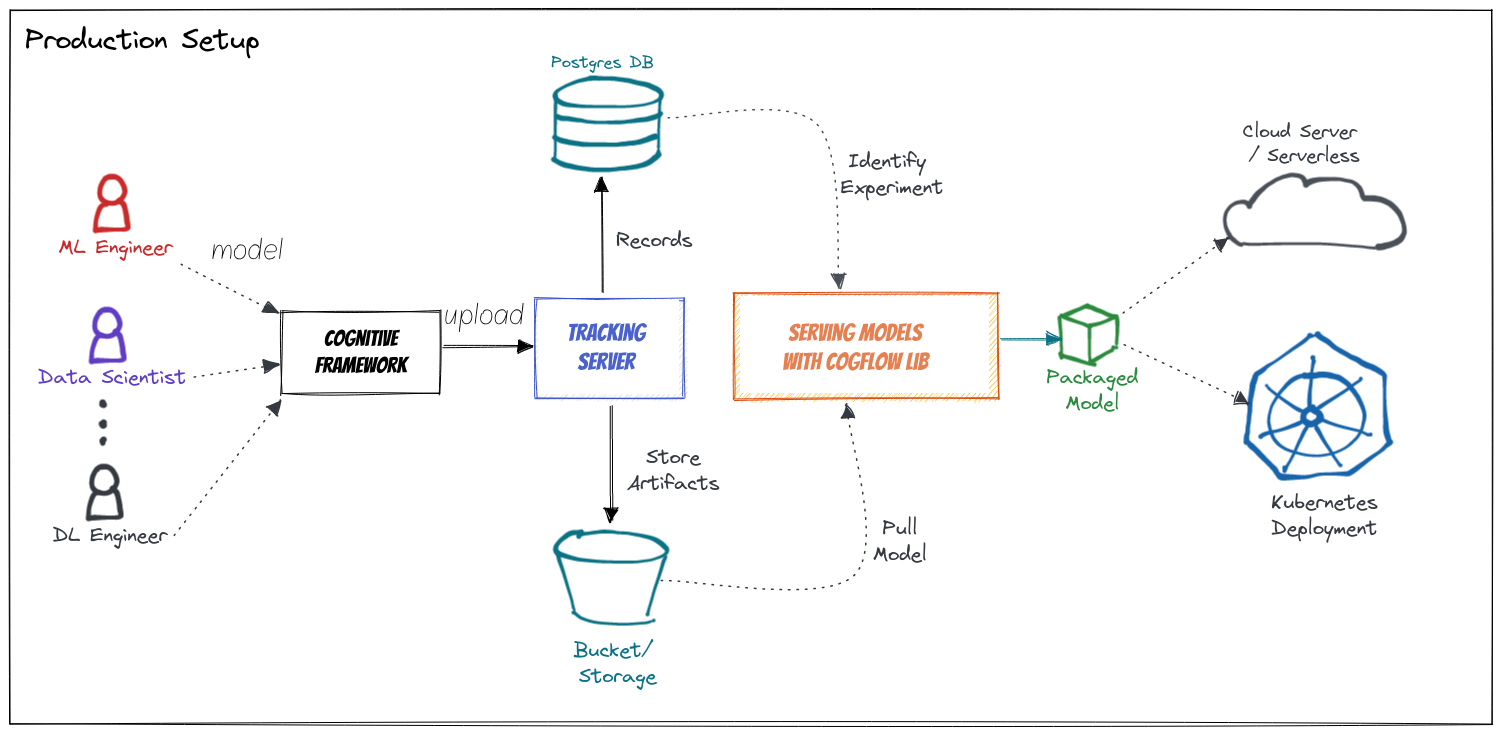 Production Setup
Postgres DB
Cloud Server
/ Serverless
Identify
Experiment
ML Engineer
model
Records
upload
COGNITIVE
FRAMEWORK
TRACKING
SERVER
SERVING MODELS
WITH COGFLOW LIB
Data Scientist
Packaged
Model
Store
Artifacts
Kubernetes
Deployment
DL Engineer
Pull
Model
Bucket/
Storage